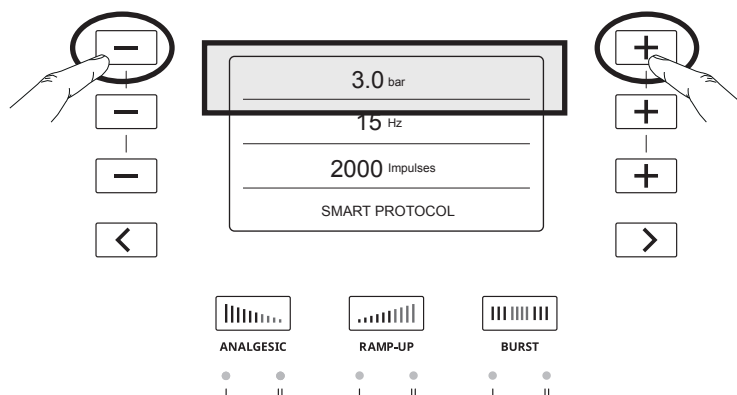 3.0 bar
15 Hz
2000 Impulses
SMART PROTOCOL
ANALGESIC RAMP-UP BURST
I II I II I II